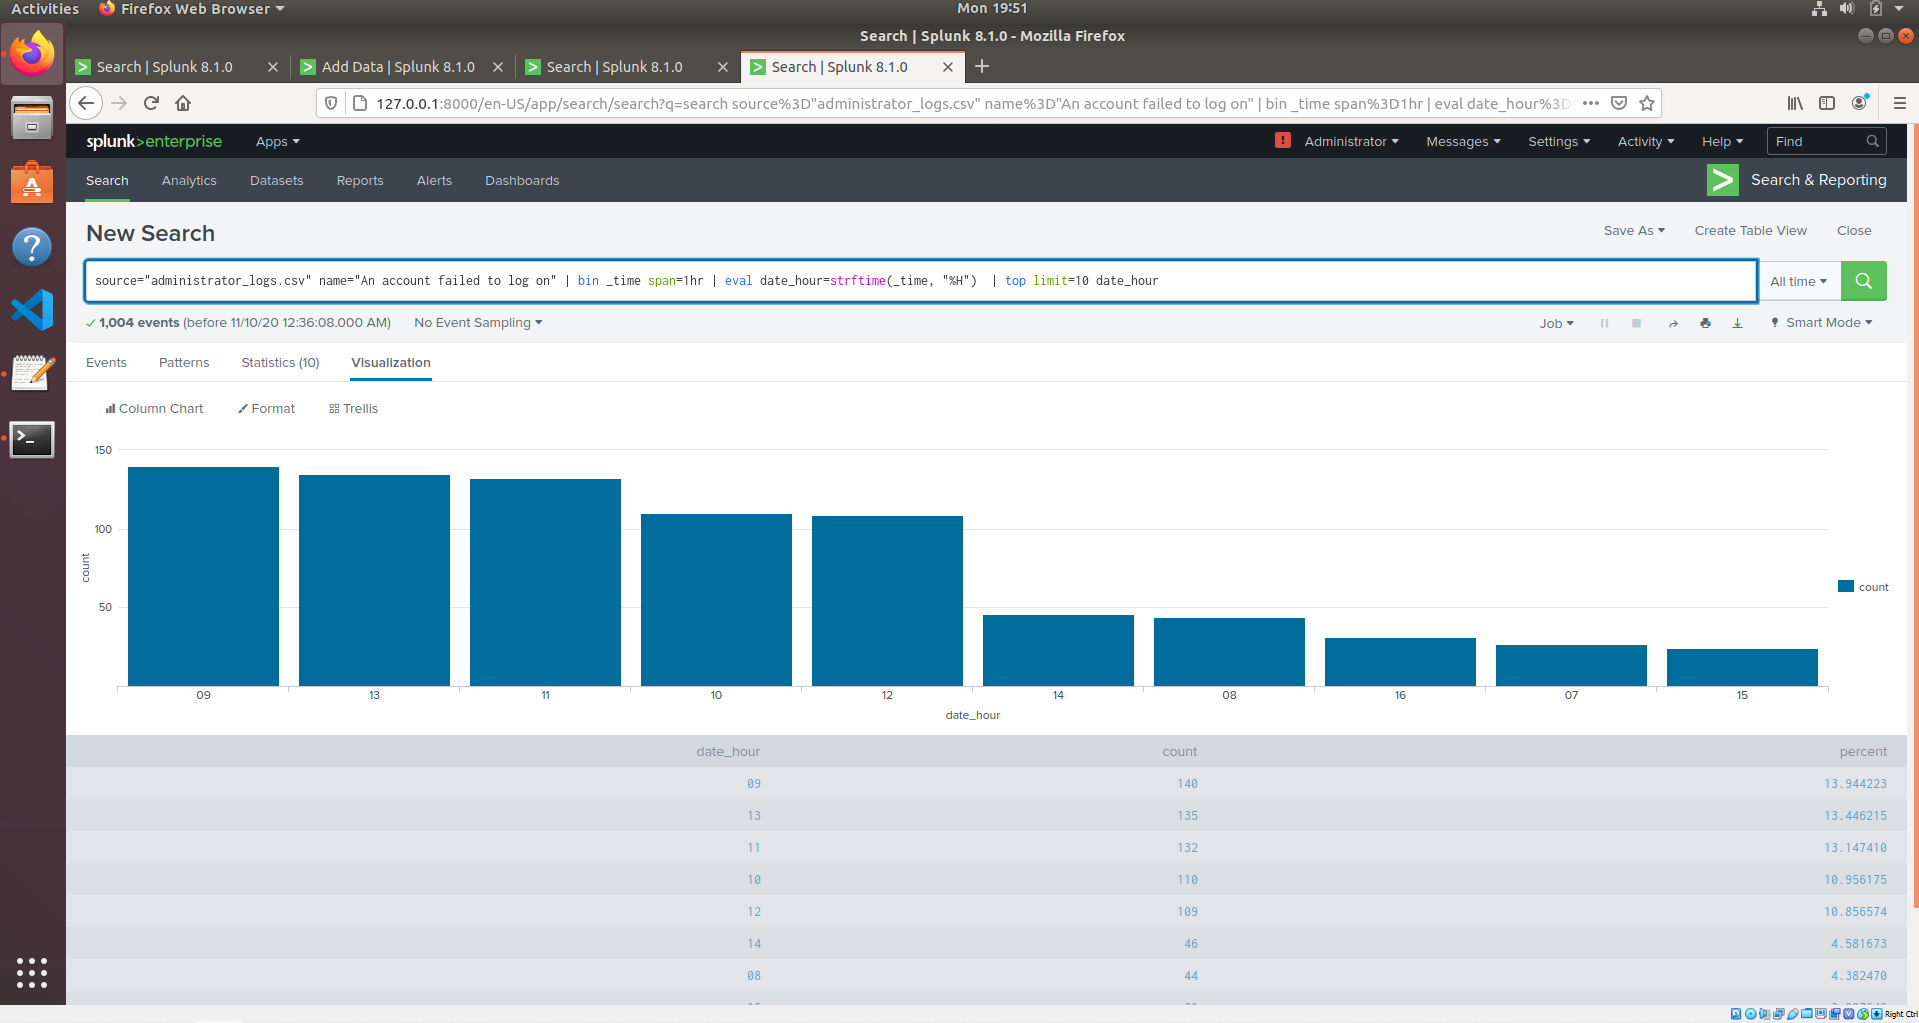 Activities Firefox Web Browser Mon 19:51
Search | Splunk 8.1.0 - Mozilla Firefox
Search | Splunk 8.1.0 Add Data | Splunk 8.1.0 Search | Splunk 8.1.0 Search | Splunk 8.1.0
127.0.0.1:8000/en-US/app/search/search?q=search source%3D"administrator_logs.csv" name%3D"An account failed to log on" | bin _time span%3D1hr | eval date_hour%3D
splunk>enterprise Apps Administrator Messages Settings Activity Help Find
Search Analytics Datasets Reports Alerts Dashboards Search & Reporting
New Search Save As Create Table View Close
source="administrator_logs.csv" name="An account failed to log on" | bin _time span=1hr | eval date_hour=strftime(_time, "%H")  | top limit=10 date_hour All time
1,004 events (before 11/10/20 12:36:08.000 AM) No Event Sampling Job Smart Mode
Events Patterns Statistics (10) Visualization
Column Chart Format Trellis
150
100
50
count
count
09 13 11 10 12 14 08 16 07 15
date_hour
date_hour count percent
09 140 13.944223
13 135 13.446215
11 132 13.147410
10 110 10.956175
12 109 10.856574
14 46 4.581673
08 44 4.382470
Right Ctrl